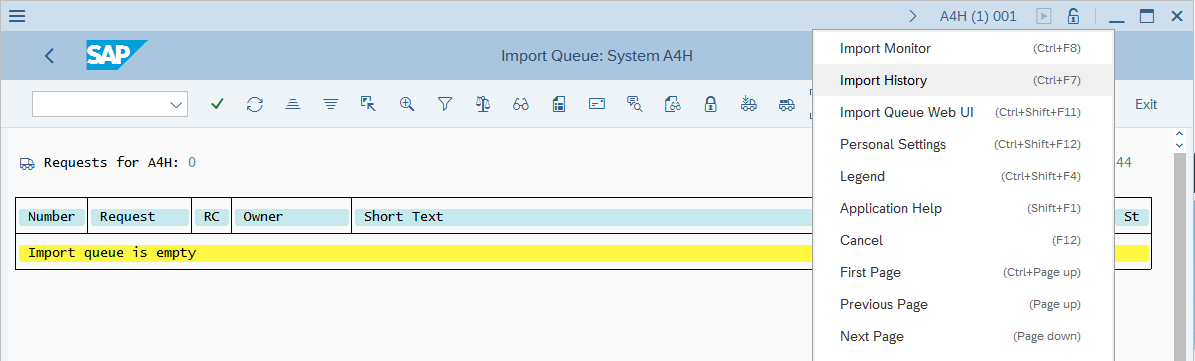 A4H (1) 001
SAP
Import Queue: System A4H
Exit
Import Monitor (Ctrl+F8)
Import History (Ctrl+F7)
Import Queue Web UI (Ctrl+Shift+F11)
Personal Settings (Ctrl+Shift+F12)
Legend (Ctrl+Shift+F4)
Application Help (Shift+F1)
Cancel (F12)
First Page (Ctrl+Page up)
Previous Page (Page up)
Next Page (Page down)
Requests for A4H: 0
44
Number Request RC Owner Short Text St
Import queue is empty